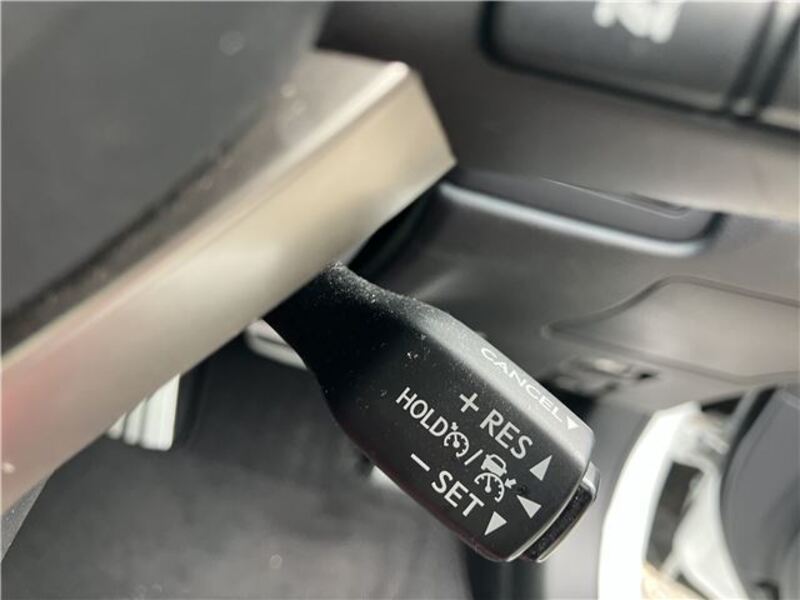 CANCEL
+ RES
HOLD /
− SET